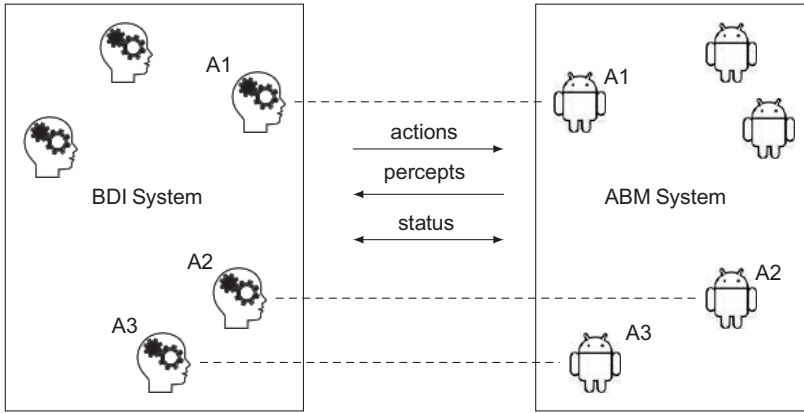 A1
A1
actions
percepts
BDI System
ABM System
status
A2
A2
A3
A3